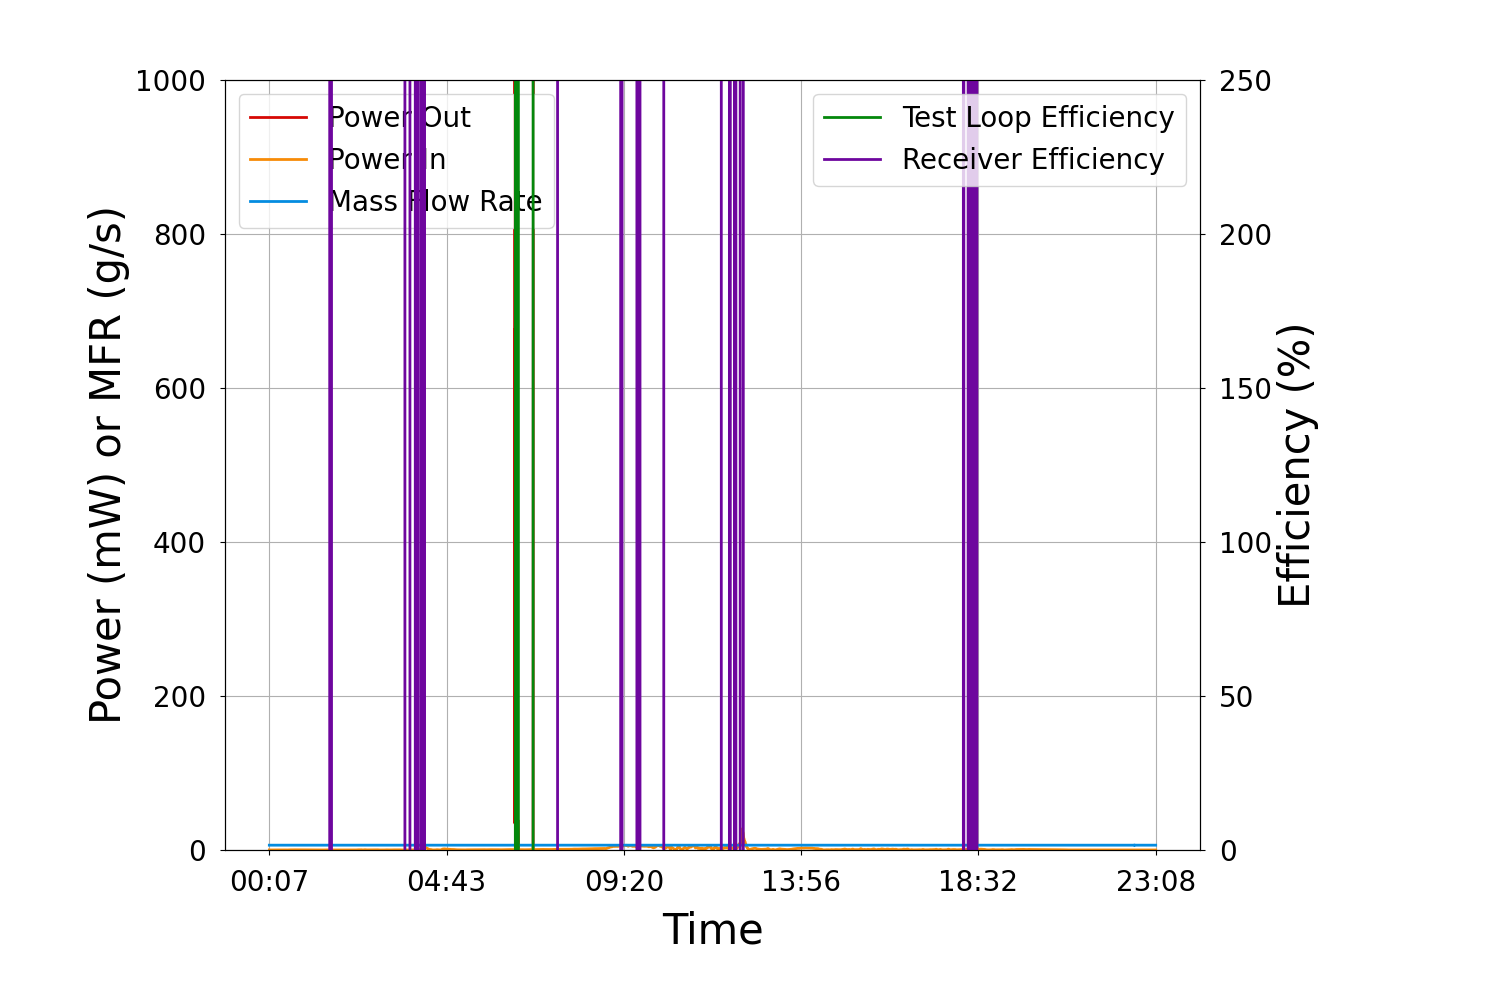 1000
800
600
400
200
0
Power (mW) or MFR (g/s)
Power Out
Power In
Mass Flow Rate
Test Loop Efficiency
Receiver Efficiency
250
200
150
100
50
0
Efficiency (%)
00:07 04:43 09:20 13:56 18:32 23:08
Time